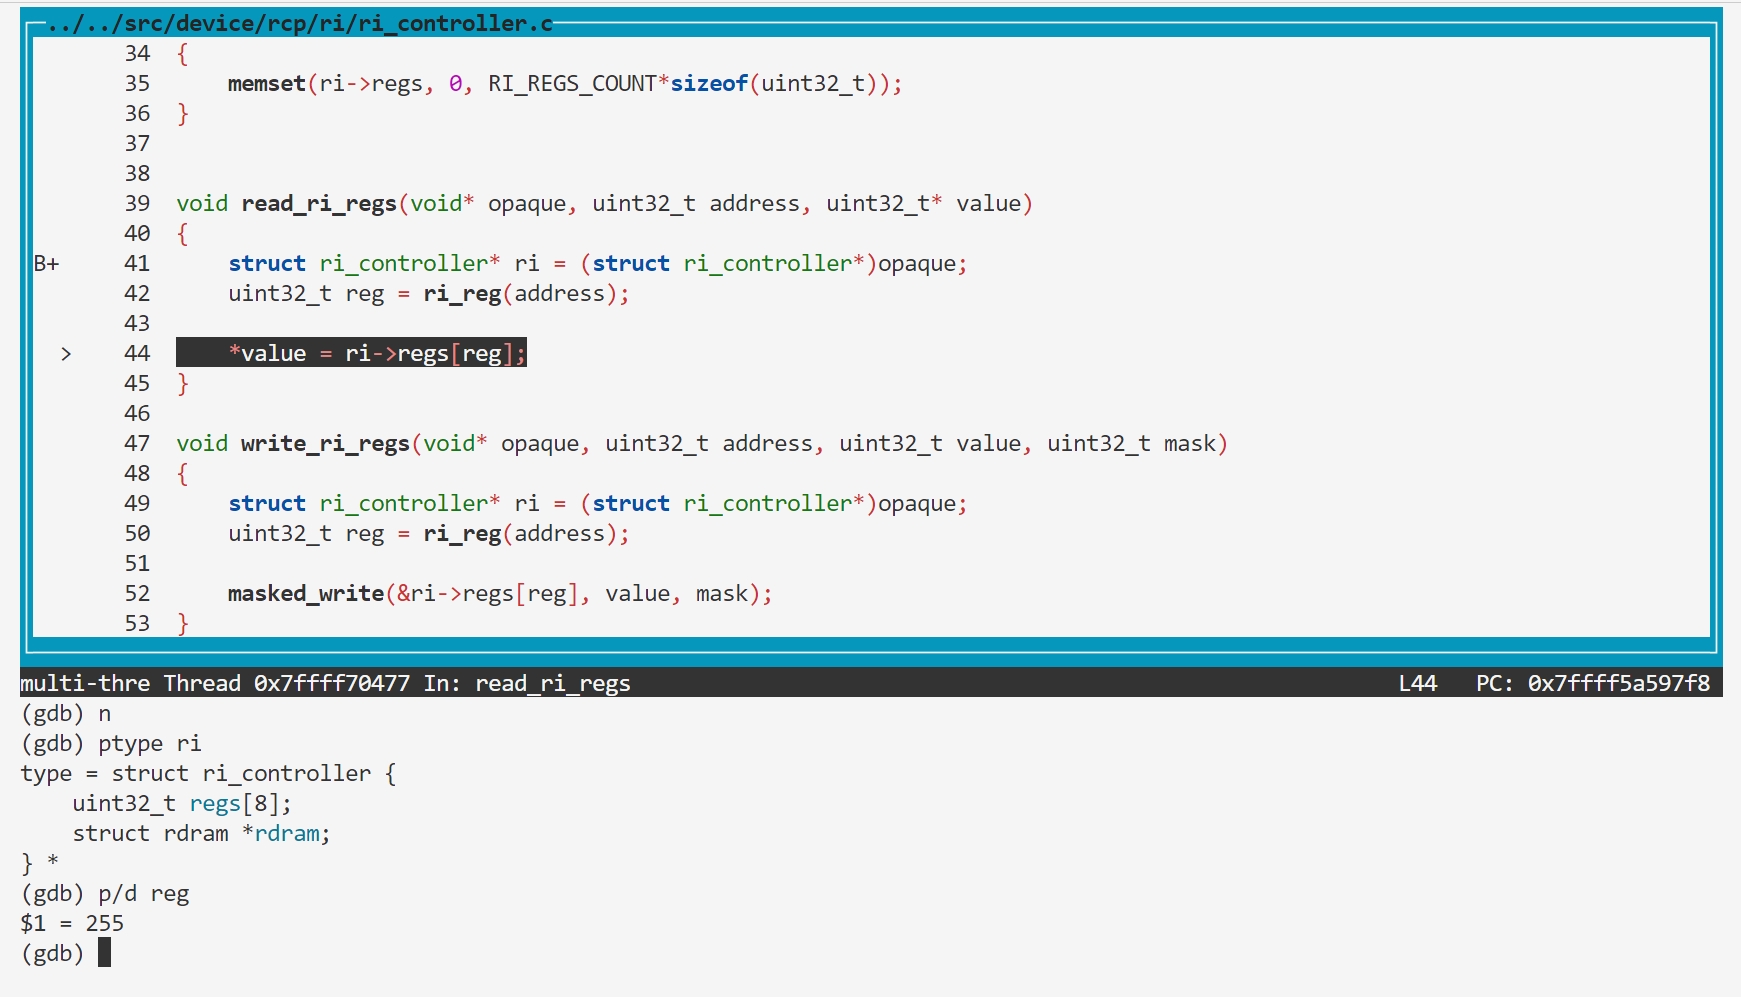 ../../src/device/rcp/ri/ri_controller.c
34 {
35 memset(ri->regs, 0, RI_REGS_COUNT*sizeof(uint32_t));
36 }
37
38
39 void read_ri_regs(void* opaque, uint32_t address, uint32_t* value)
40 {
B+ 41 struct ri_controller* ri = (struct ri_controller*)opaque;
42 uint32_t reg = ri_reg(address);
43
> 44 *value = ri->regs[reg];
45 }
46
47 void write_ri_regs(void* opaque, uint32_t address, uint32_t value, uint32_t mask)
48 {
49 struct ri_controller* ri = (struct ri_controller*)opaque;
50 uint32_t reg = ri_reg(address);
51
52 masked_write(&ri->regs[reg], value, mask);
53 }
multi-thre Thread 0x7ffff70477 In: read_ri_regs L44 PC: 0x7ffff5a597f8
(gdb) n
(gdb) ptype ri
type = struct ri_controller {
uint32_t regs[8];
struct rdram *rdram;
} *
(gdb) p/d reg
$1 = 255
(gdb)